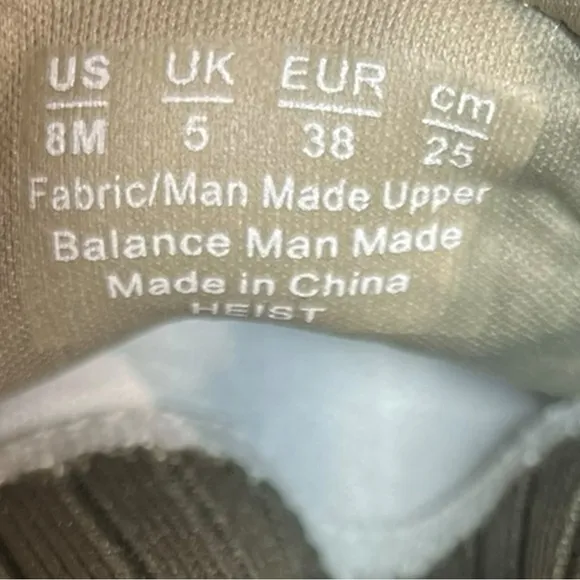 US UK EUR cm
8M 5 38 25
Fabric/Man Made Upper
Balance Man Made
Made in China
HEIST